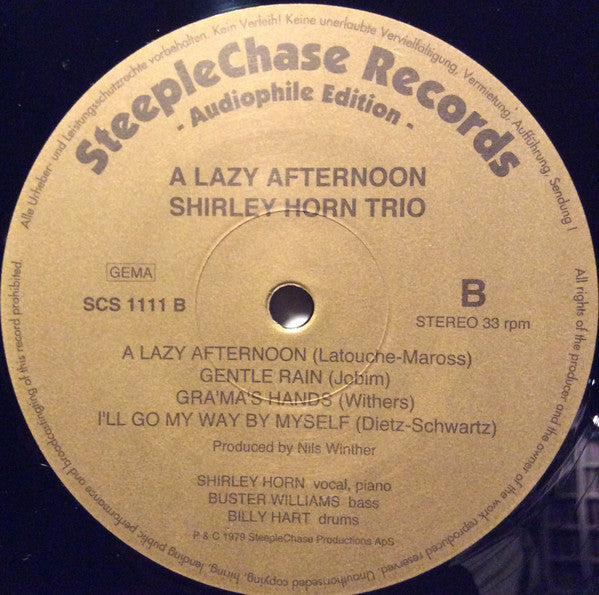 Alle Urheber- und Leistungsschutzrechte vorbehalten. Kein Verleih! Keine unerlaubte Vervielfältigung, Vermietung, Aufführung, Sendung!
SteepleChase Records
- Audiophile Edition -
A LAZY AFTERNOON
SHIRLEY HORN TRIO
GEMA
SCS 1111 B
B
STEREO 33 rpm
A LAZY AFTERNOON (Latouche-Maross)
GENTLE RAIN (Jobim)
GRA'MA'S HANDS (Withers)
I'LL GO MY WAY BY MYSELF (Dietz-Schwartz)
Produced by Nils Winther
SHIRLEY HORN vocal, piano
BUSTER WILLIAMS bass
BILLY HART drums
P & C 1979 SteepleChase Productions ApS
All rights of the producer and the owner of the work reproduced reserved. Unauthorised copying, hiring, lending public performance and broadcasting of this record prohibited.